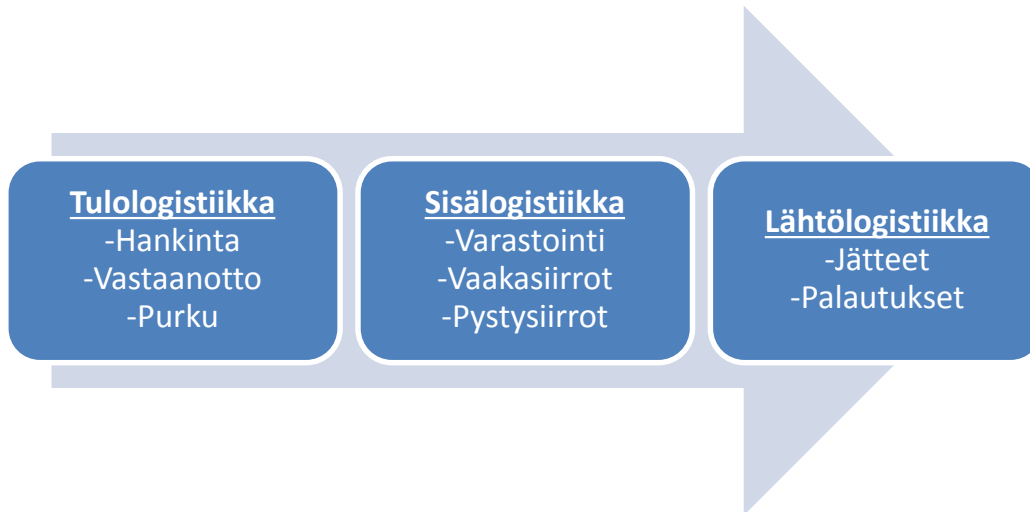 Tulologistiikka
-Hankinta
-Vastaanotto
-Purku
Sisälogistiikka
-Varastointi
-Vaakasiirrot
-Pystysiirrot
Lähtölogistiikka
-Jätteet
-Palautukset